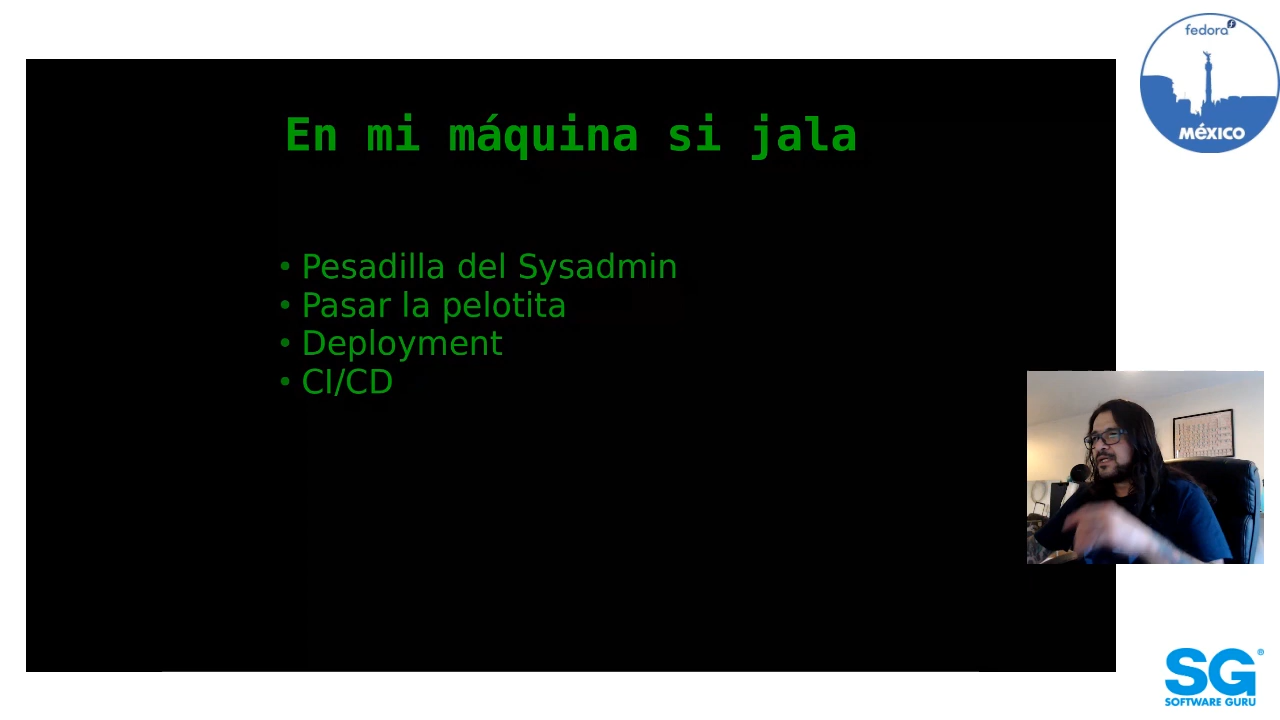 fedora
MÉXICO
En mi máquina si jala
• Pesadilla del Sysadmin
• Pasar la pelotita
• Deployment
• CI/CD
SG®
SOFTWARE GURU